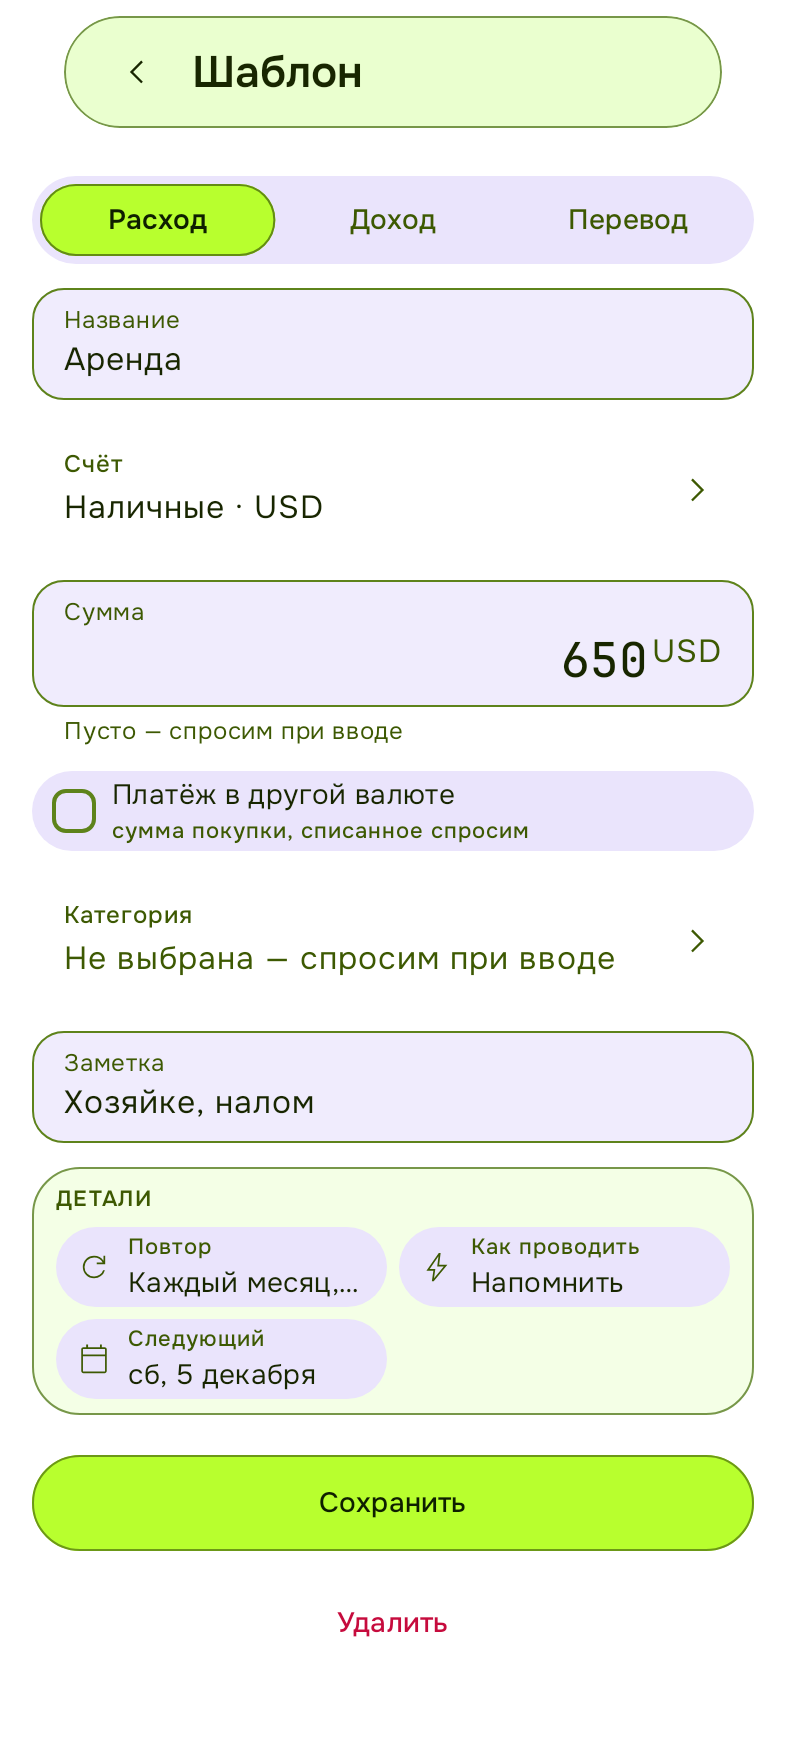 Шаблон
Расход
Доход
Перевод
Название
Аренда
Счёт
Наличные · USD
Сумма
650 USD
Пусто — спросим при вводе
Платёж в другой валюте
сумма покупки, списанное спросим
Категория
Не выбрана — спросим при вводе
Заметка
Хозяйке, налом
ДЕТАЛИ
Повтор
Каждый месяц,...
Как проводить
Напомнить
Следующий
сб, 5 декабря
Сохранить
Удалить